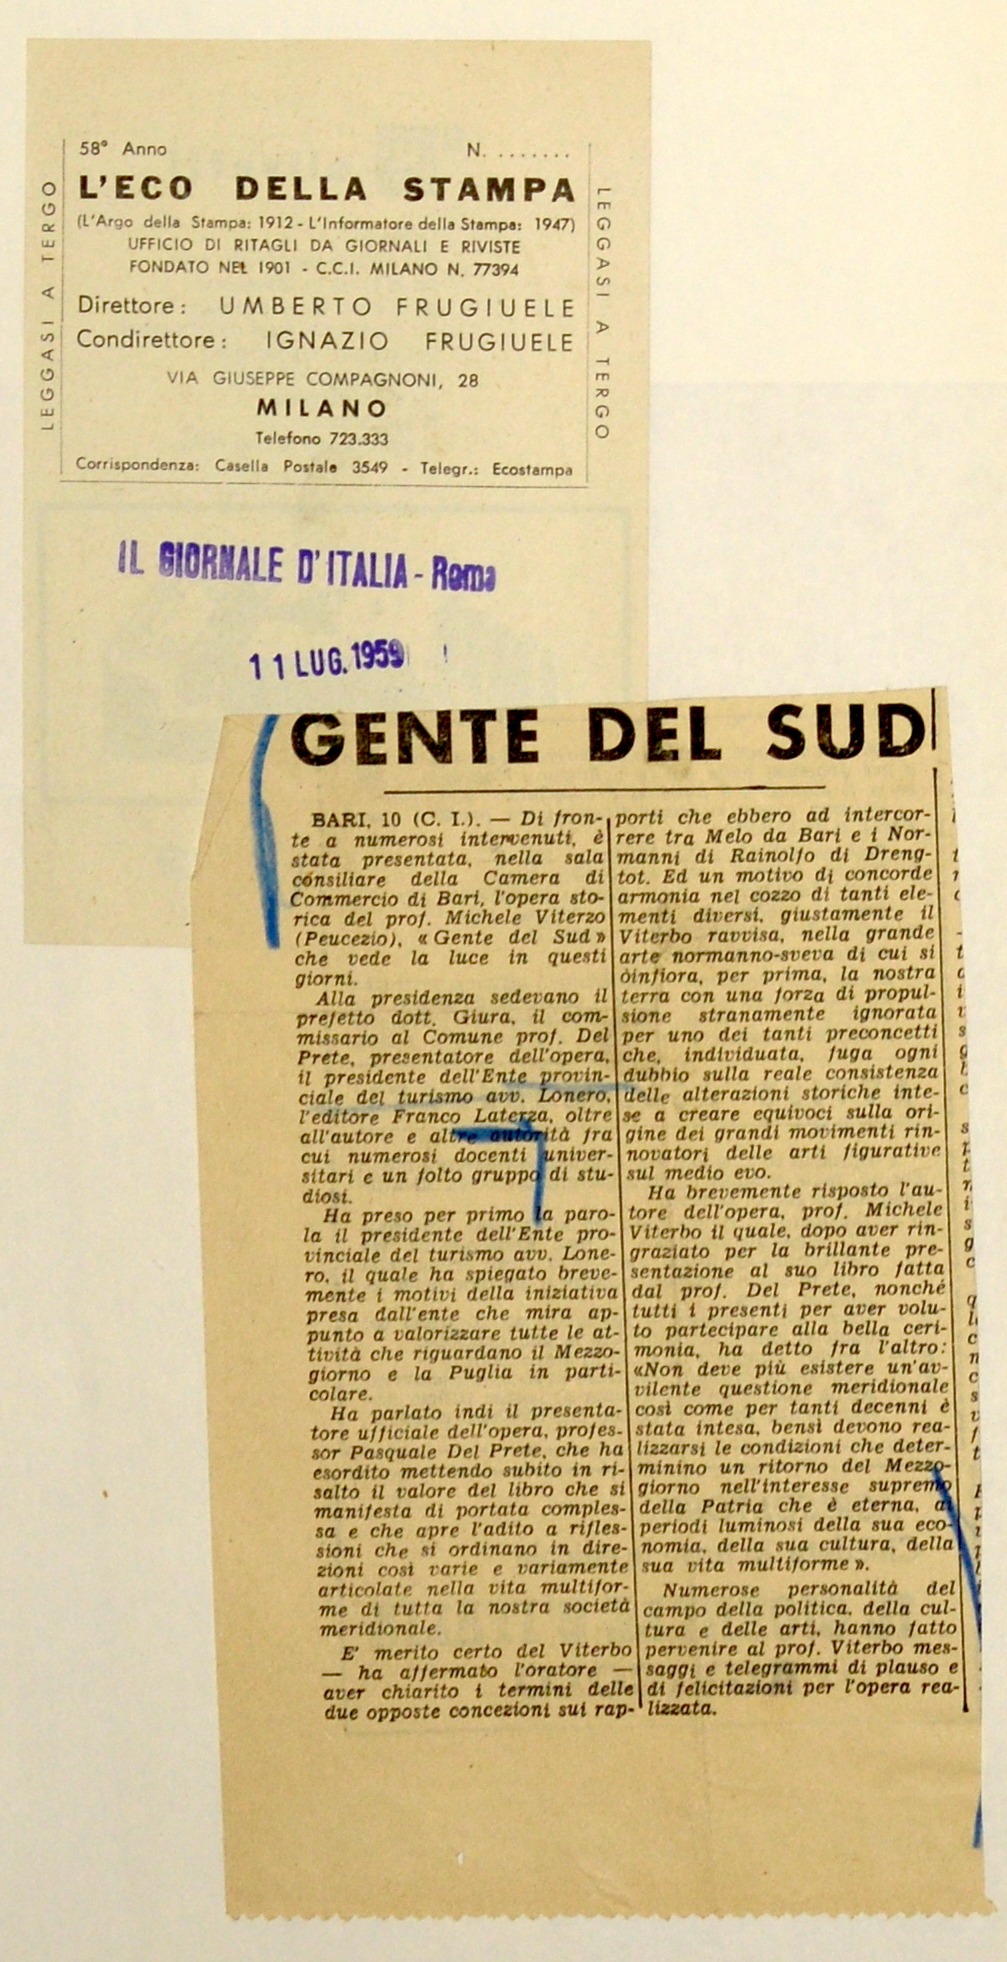 58° Anno N. ........
L'ECO DELLA STAMPA
(L'Argo della Stampa: 1912 - L'Informatore della Stampa: 1947)
UFFICIO DI RITAGLI DA GIORNALI E RIVISTE
FONDATO NEL 1901 - C.C.I. MILANO N. 77394
Direttore: UMBERTO FRUGIUELE
Condirettore: IGNAZIO FRUGIUELE
VIA GIUSEPPE COMPAGNONI, 28
MILANO
Telefono 723.333
Corrispondenza: Casella Postale 3549 - Telegr.: Ecostampa
LEGGASI A TERGO
LEGGASI A TERGO
IL GIORNALE D'ITALIA - Roma
11 LUG. 1959
GENTE DEL SUD
BARI, 10 (C. I.). — Di fron-
te a numerosi intervenuti, è
stata presentata, nella sala
consiliare della Camera di
Commercio di Bari, l'opera sto-
rica del prof. Michele Viterzo
(Peucezio), «Gente del Sud»
che vede la luce in questi
giorni.
Alla presidenza sedevano il
prefetto dott. Giura, il com-
missario al Comune prof. Del
Prete, presentatore dell'opera,
il presidente dell'Ente provin-
ciale del turismo avv. Lonero,
l'editore Franco Laterza, oltre
all'autore e altre autorità fra
cui numerosi docenti univer-
sitari e un folto gruppo di stu-
diosi.
Ha preso per primo la paro-
la il presidente dell'Ente pro-
vinciale del turismo avv. Lone-
ro, il quale ha spiegato breve-
mente i motivi della iniziativa
presa dall'ente che mira ap-
punto a valorizzare tutte le at-
tività che riguardano il Mezzo-
giorno e la Puglia in parti-
colare.
Ha parlato indi il presenta-
tore ufficiale dell'opera, profes-
sor Pasquale Del Prete, che ha
esordito mettendo subito in ri-
salto il valore del libro che si
manifesta di portata comples-
sa e che apre l'adito a rifles-
sioni che si ordinano in dire-
zioni così varie e variamente
articolate nella vita multifor-
me di tutta la nostra società
meridionale.
E' merito certo del Viterbo
— ha affermato l'oratore —
aver chiarito i termini delle
due opposte concezioni sui rap-
porti che ebbero ad intercor-
rere tra Melo da Bari e i Nor-
manni di Rainolfo di Dreng-
tot. Ed un motivo di concorde
armonia nel cozzo di tanti ele-
menti diversi, giustamente il
Viterbo ravvisa, nella grande
arte normanno-sveva di cui si
òinfiora, per prima, la nostra
terra con una forza di propul-
sione stranamente ignorata
per uno dei tanti preconcetti
che, individuata, fuga ogni
dubbio sulla reale consistenza
delle alterazioni storiche inte-
se a creare equivoci sulla ori-
gine dei grandi movimenti rin-
novatori delle arti figurative
sul medio evo.
Ha brevemente risposto l'au-
tore dell'opera, prof. Michele
Viterbo il quale, dopo aver rin-
graziato per la brillante pre-
sentazione al suo libro fatta
dal prof. Del Prete, nonché
tutti i presenti per aver volu-
to partecipare alla bella ceri-
monia, ha detto fra l'altro:
«Non deve più esistere un'av-
vilente questione meridionale
così come per tanti decenni è
stata intesa, bensì devono rea-
lizzarsi le condizioni che deter-
minino un ritorno del Mezzo-
giorno nell'interesse supremo
della Patria che è eterna, ai
periodi luminosi della sua eco-
nomia, della sua cultura, della
sua vita multiforme».
Numerose personalità del
campo della politica, della cul-
tura e delle arti, hanno fatto
pervenire al prof. Viterbo mes-
saggi e telegrammi di plauso e
di felicitazioni per l'opera rea-
lizzata.